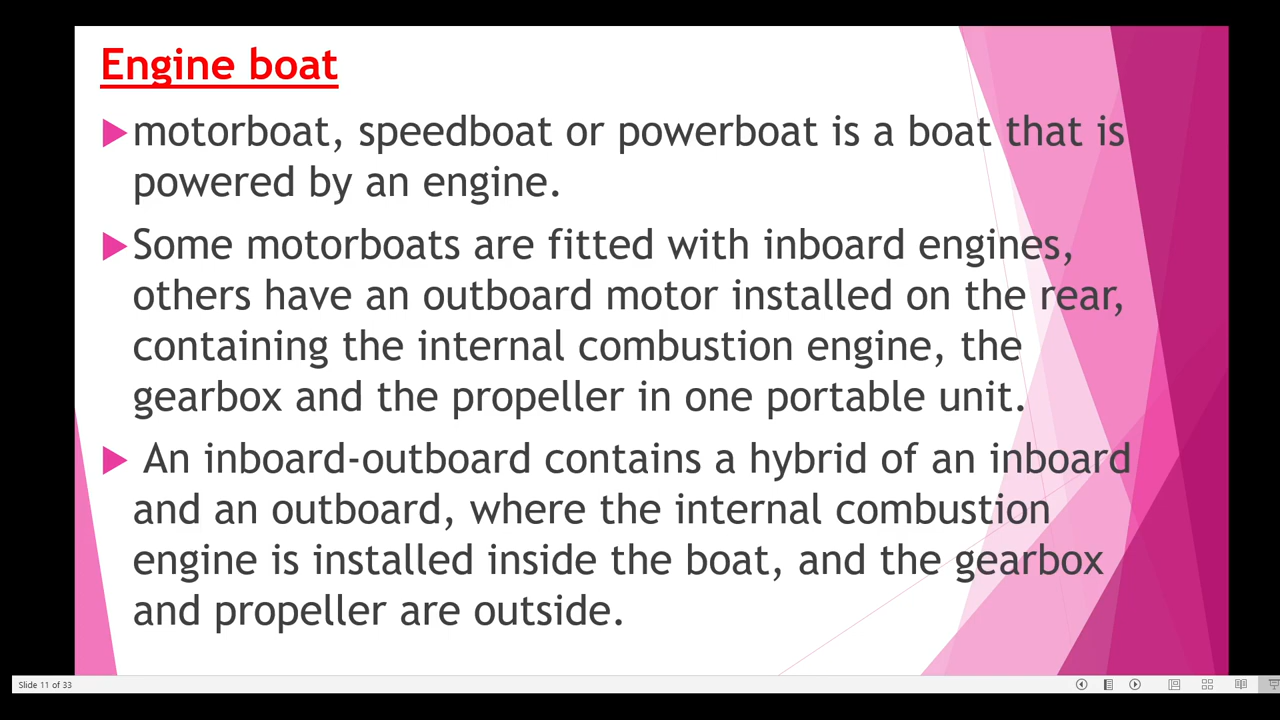 Engine boat
motorboat, speedboat or powerboat is a boat that is
powered by an engine.
Some motorboats are fitted with inboard engines,
others have an outboard motor installed on the rear,
containing the internal combustion engine, the
gearbox and the propeller in one portable unit.
An inboard-outboard contains a hybrid of an inboard
and an outboard, where the internal combustion
engine is installed inside the boat, and the gearbox
and propeller are outside.
Slide 11 of 33